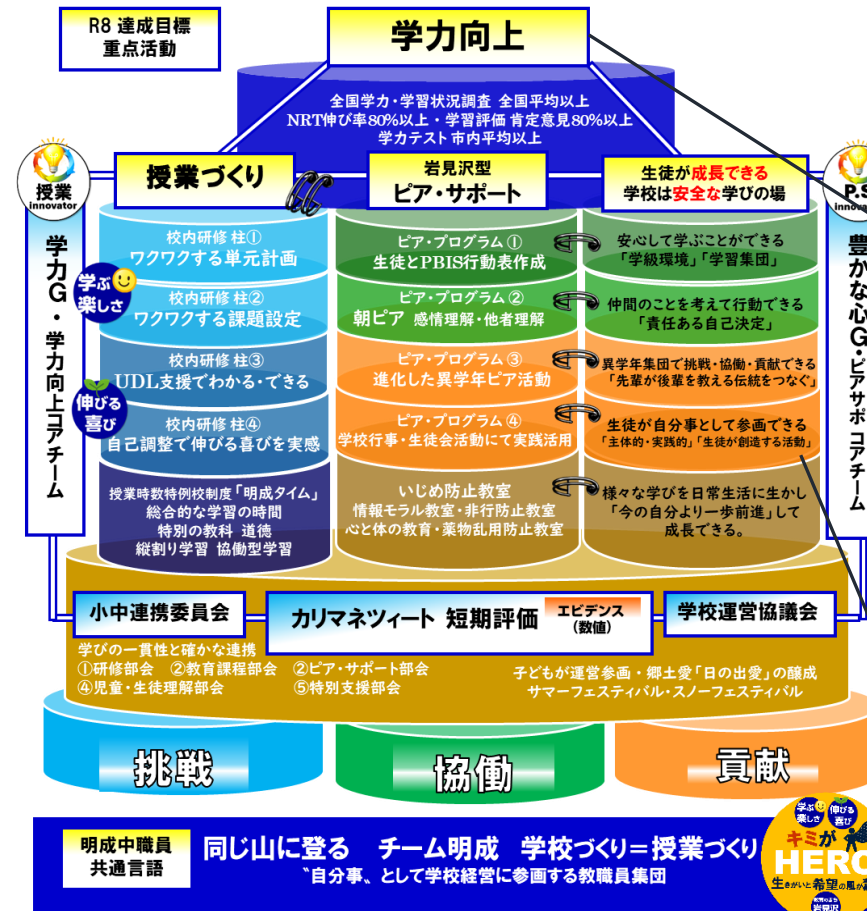 R8 達成目標
重点活動
学力向上
全国学力・学習状況調査 全国平均以上
NRT伸び率80%以上・学習評価 肯定意見80%以上
学力テスト市内平均以上
授業
innovator
学力G・学力向上コアチーム
授業づくり
校内研修 柱①
ワクワクする単元計画
校内研修 柱②
ワクワクする課題設定
校内研修 柱③
UDL支援でわかる・できる
校内研修 柱④
自己調整で伸びる喜びを実感
授業時数特例校制度「明成タイム」
総合的な学習の時間
特別の教科 道徳
縦割り学習 協働型学習
学ぶ
楽しさ
伸びる
喜び
岩見沢型
ピア・サポート
ピア・プログラム①
生徒とPBIS行動表作成
ピア・プログラム②
朝ピア 感情理解・他者理解
ピア・プログラム③
進化した異学年ピア活動
ピア・プログラム④
学校行事・生徒会活動にて実践活用
いじめ防止教室
情報モラル教室・非行防止教室
心と体の教育・薬物乱用防止教室
生徒が成長できる
学校は安全な学びの場
安心して学ぶことができる
「学級環境」「学習集団」
仲間のことを考えて行動できる
「責任ある自己決定」
異学年集団で挑戦・協働・貢献できる
「先輩が後輩を教える伝統をつなぐ」
生徒が自分事として参画できる
「主体的・実践的」「生徒が創造する活動」
様々な学びを日常生活に生かし
「今の自分より一歩前進」して
成長できる。
P.S
innova
豊かな心G・ピアサポ コアチーム
小中連携委員会
学びの一貫性と確かな連携
①研修部会 ②教育課程部会 ②ピア・サポート部会
④児童・生徒理解部会 ⑤特別支援部会
カリマネツィート 短期評価
エビデンス
(数値)
学校運営協議会
子どもが運営参画・郷土愛「日の出愛」の醸成
サマーフェスティバル・スノーフェスティバル
挑戦
協働
貢献
明成中職員
共通言語
同じ山に登る チーム明成 学校づくり=授業づくり
〝自分事〟として学校経営に参画する教職員集団
学ぶ
楽しさ
伸びる
喜び
キミが
HERO
生きがいと希望の風が
岩見沢